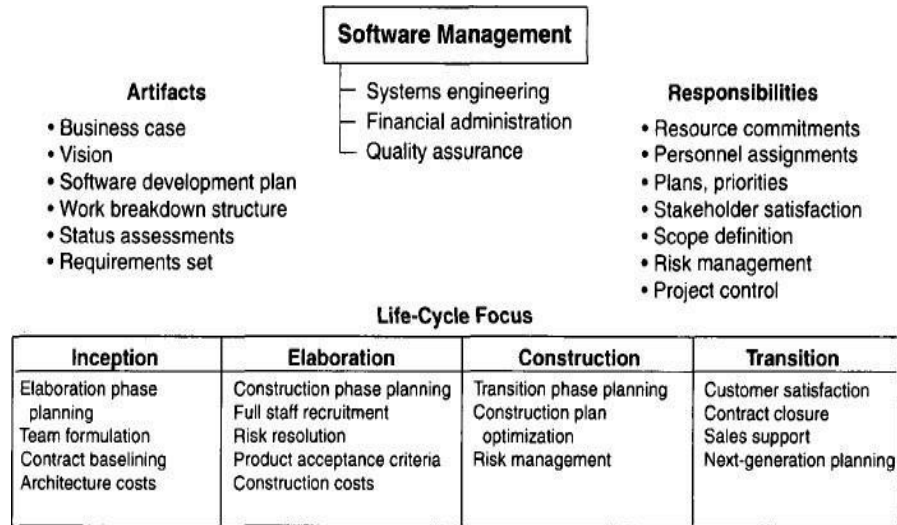 Software Management
Systems engineering
Financial administration
Quality assurance
Artifacts
• Business case
• Vision
• Software development plan
• Work breakdown structure
• Status assessments
• Requirements set
Responsibilities
• Resource commitments
• Personnel assignments
• Plans, priorities
• Stakeholder satisfaction
• Scope definition
• Risk management
• Project control
Life-Cycle Focus
Inception
Elaboration phase
planning
Team formulation
Contract baselining
Architecture costs
Elaboration
Construction phase planning
Full staff recruitment
Risk resolution
Product acceptance criteria
Construction costs
Construction
Transition phase planning
Construction plan
optimization
Risk management
Transition
Customer satisfaction
Contract closure
Sales support
Next-generation planning